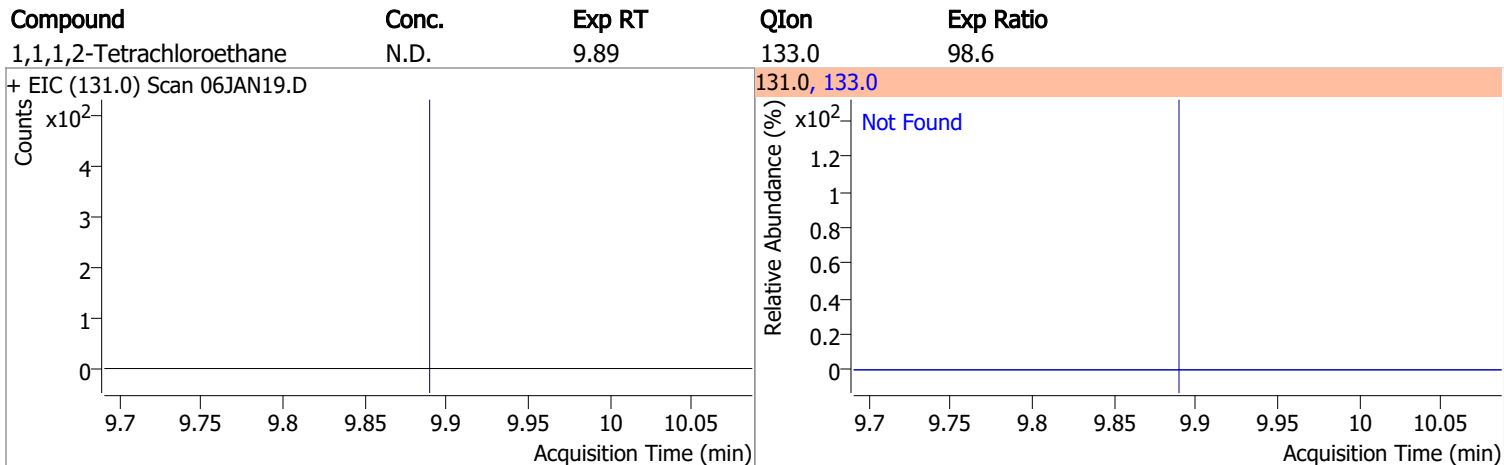 Compound Conc. Exp RT QIon Exp Ratio
1,1,1,2-Tetrachloroethane N.D. 9.89 133.0 98.6
+ EIC (131.0) Scan 06JAN19.D
Counts
x102
4
3
2
1
0
9.7 9.75 9.8 9.85 9.9 9.95 10 10.05
Acquisition Time (min)
131.0, 133.0
Relative Abundance (%)
x102
Not Found
1.2
1
0.8
0.6
0.4
0.2
0
9.7 9.75 9.8 9.85 9.9 9.95 10 10.05
Acquisition Time (min)